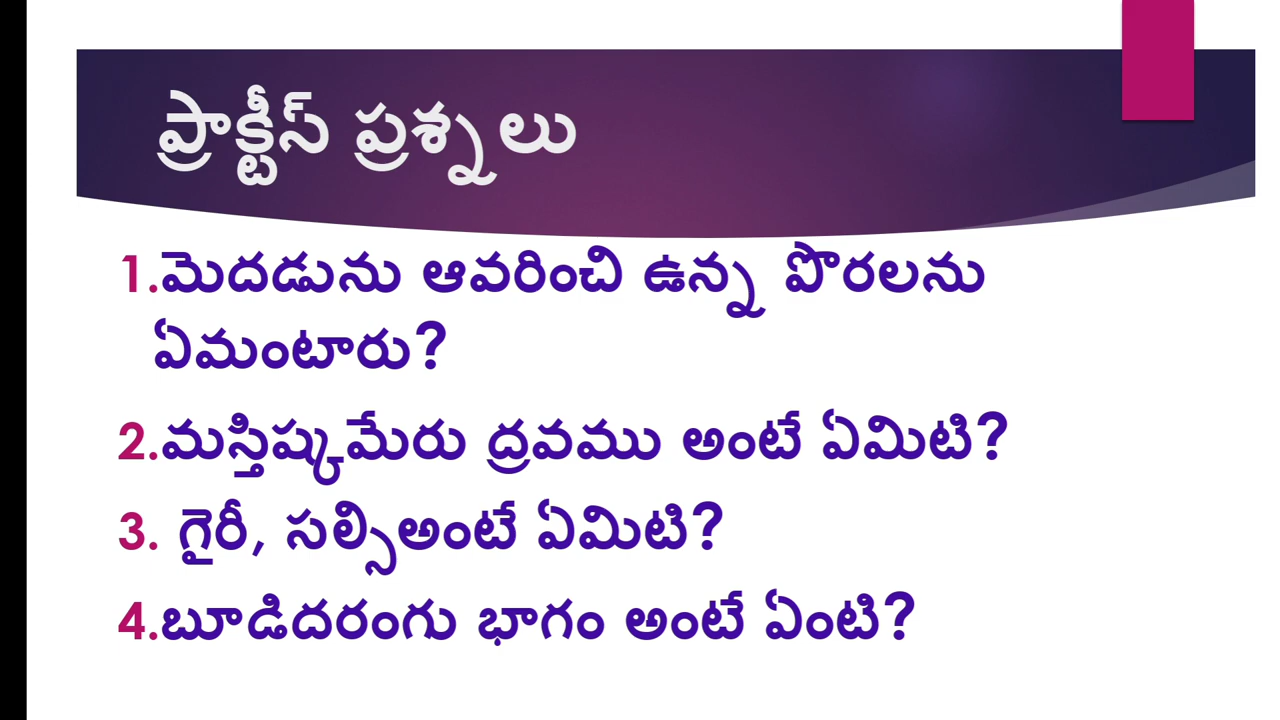 ప్రాక్టీస్ ప్రశ్నలు
1.మెదడును ఆవరించి ఉన్న పొరలను
ఏమంటారు?
2.మస్తిష్కమేరు ద్రవము అంటే ఏమిటి?
3. గైరీ, సల్సిఅంటే ఏమిటి?
4.బూడిదరంగు భాగం అంటే ఏంటి?